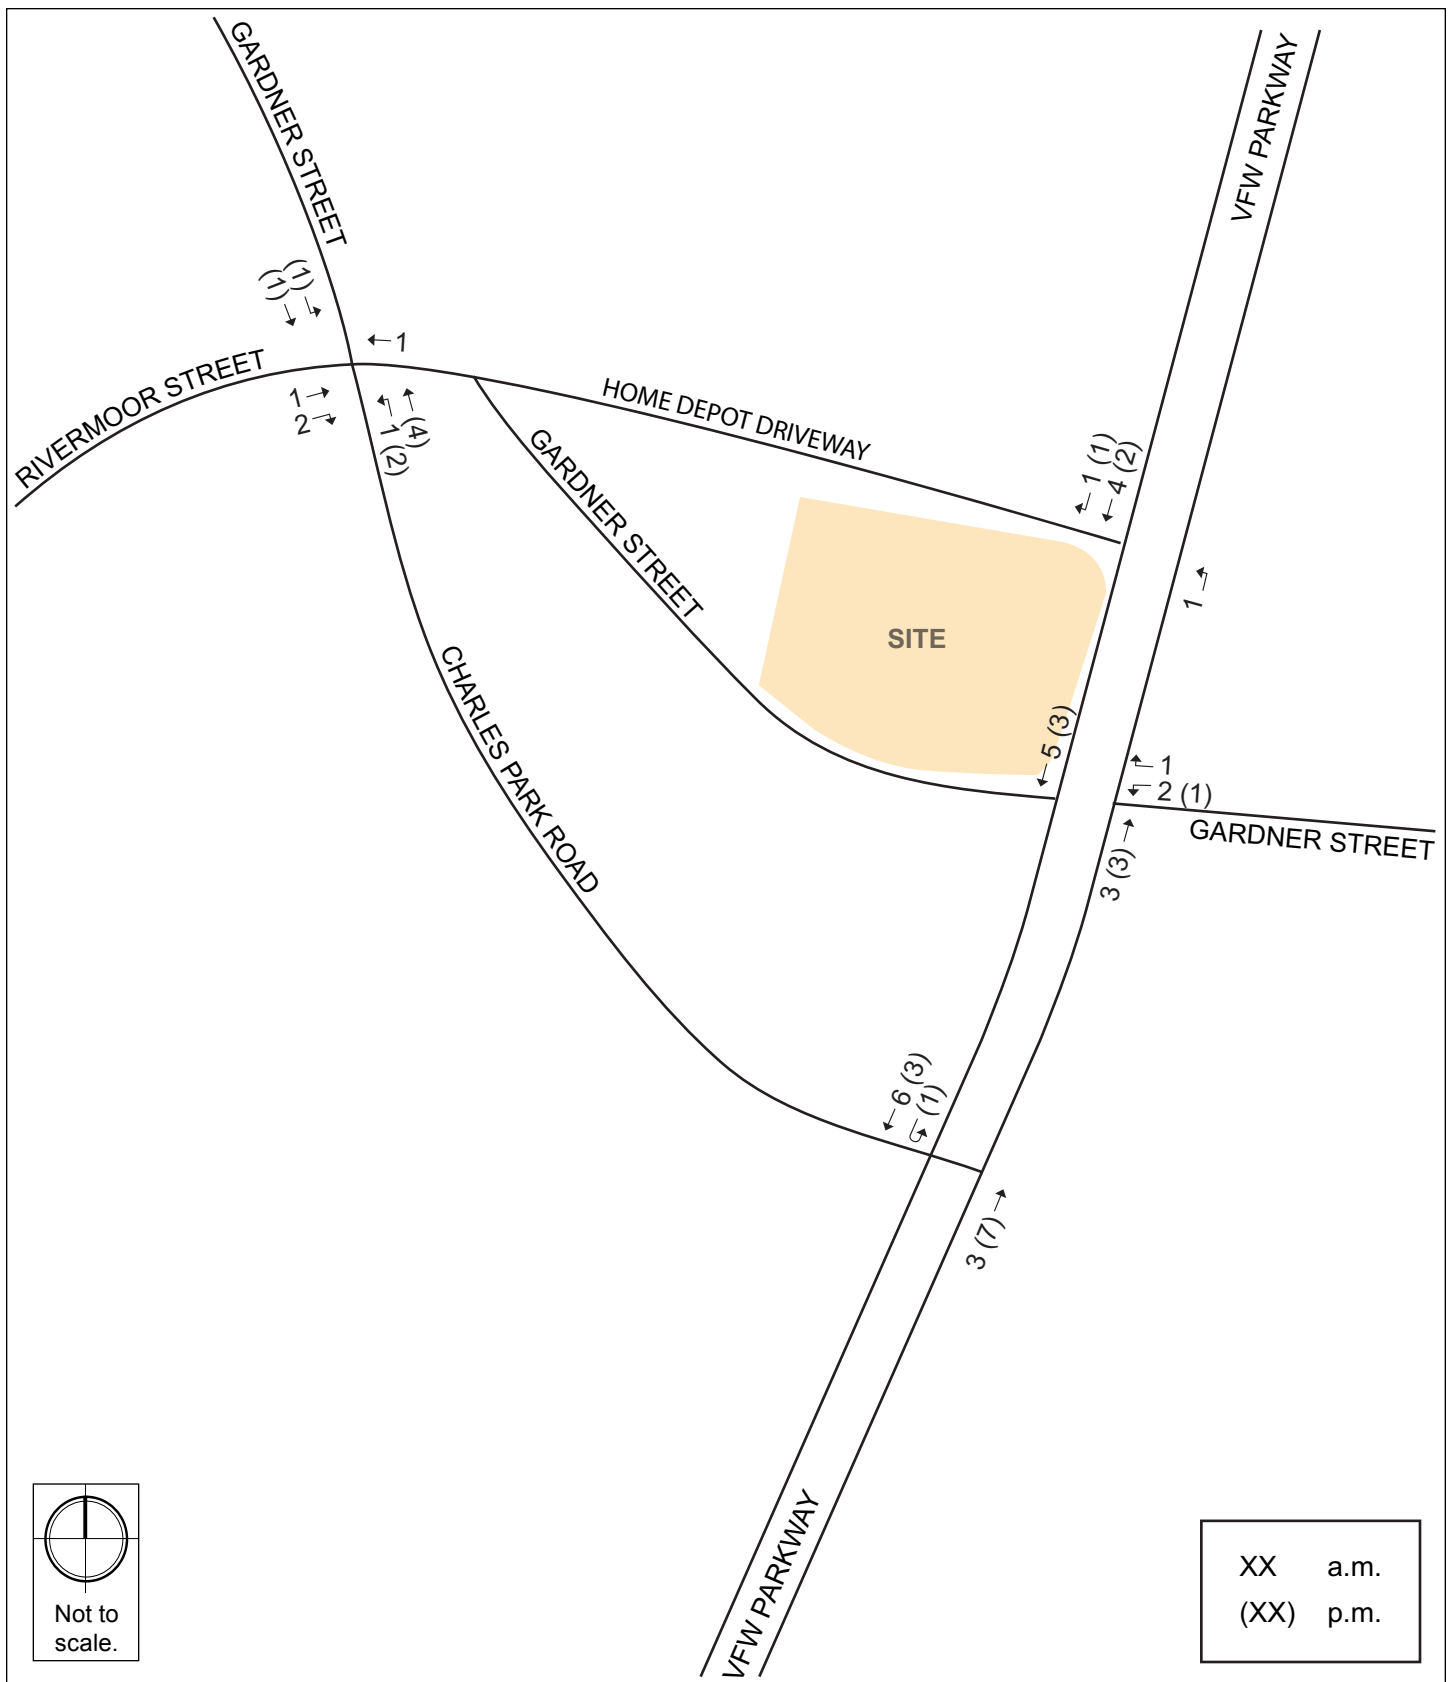 GARDNER STREET
VFW PARKWAY
(1)
(1)
1
RIVERMOOR STREET
1
2
1 (2)
(4)
HOME DEPOT DRIVEWAY
GARDNER STREET
1 (1)
4 (2)
1
SITE
5 (3)
1
2 (1)
GARDNER STREET
3 (3)
CHARLES PARK ROAD
6 (3)
(1)
3 (7)
VFW PARKWAY
Not to
scale.
XX a.m.
(XX) p.m.